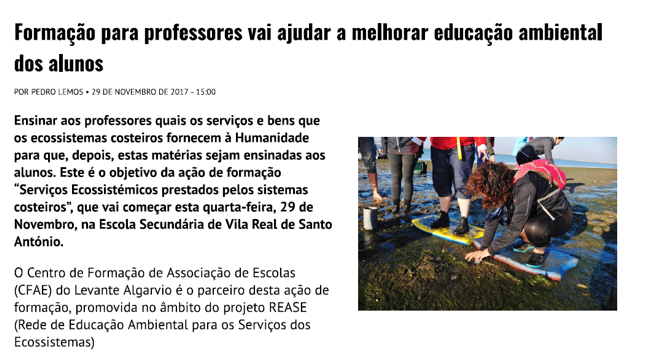 Formação para professores vai ajudar a melhorar educação ambiental
dos alunos
POR PEDRO LEMOS • 29 DE NOVEMBRO DE 2017 - 15:00
Ensinar aos professores quais os serviços e bens que
os ecossistemas costeiros fornecem à Humanidade
para que, depois, estas matérias sejam ensinadas aos
alunos. Este é o objetivo da ação de formação
“Serviços Ecossistémicos prestados pelos sistemas
costeiros”, que vai começar esta quarta-feira, 29 de
Novembro, na Escola Secundária de Vila Real de Santo
António.
O Centro de Formação de Associação de Escolas
(CFAE) do Levante Algarvio é o parceiro desta ação de
formação, promovida no âmbito do projeto REASE
(Rede de Educação Ambiental para os Serviços dos
Ecossistemas)